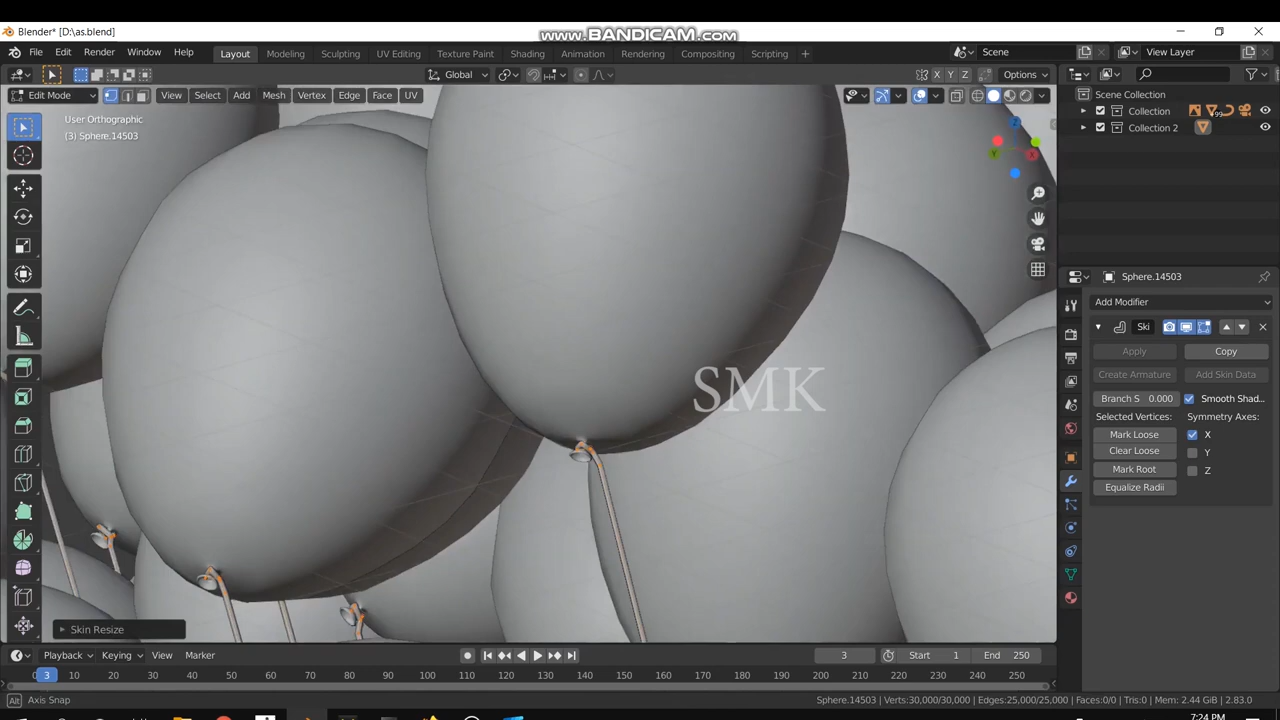 Blender* [D:\as.blend]
www.BANDICAM.com
File Edit Render Window Help
Layout Modeling Sculpting UV Editing Texture Paint Shading Animation Rendering Compositing Scripting +
Scene
View Layer
Global
X Y Z
Options
Edit Mode
View Select Add Mesh Vertex Edge Face UV
User Orthographic
(3) Sphere.14503
Scene Collection
Collection
Collection 2
Sphere.14503
Add Modifier
Ski
Apply
Copy
Create Armature
Add Skin Data
Branch S 0.000
Smooth Shad...
Selected Vertices:
Symmetry Axes:
Mark Loose
X
Clear Loose
Y
Mark Root
Z
Equalize Radii
SMK
Skin Resize
Playback Keying View Marker
3
Start 1
End 250
3 10 20 30 40 50 60 70 80 90 100 110 120 130 140 150 160 170 180 190 200 210 220 230 240 250
Alt Axis Snap
Sphere.14503 | Verts:30,000/30,000 | Edges:25,000/25,000 | Faces:0/0 | Tris:0 | Mem: 2.44 GiB | 2.83.0
7:24 PM